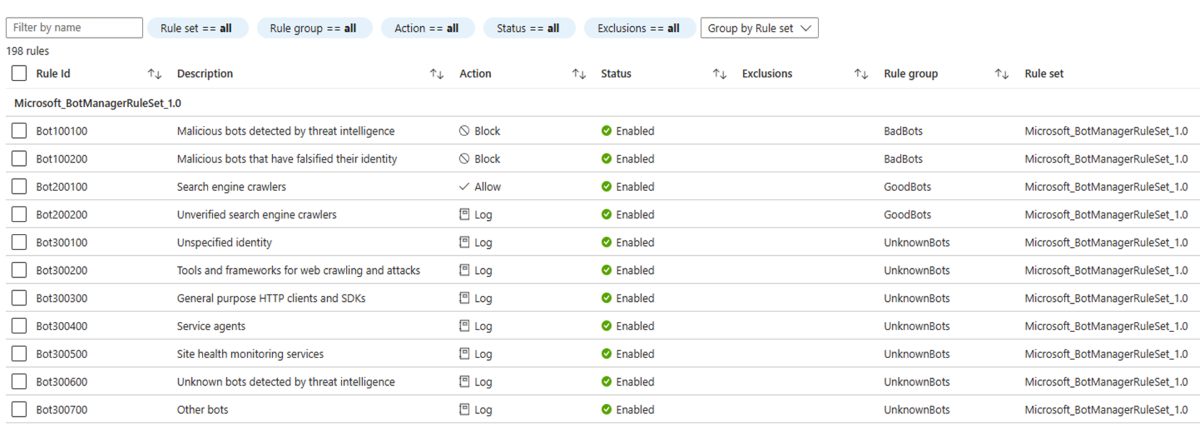 Filter by name Rule set == all Rule group == all Action == all Status == all Exclusions == all Group by Rule set
198 rules
Rule Id Description Action Status Exclusions Rule group Rule set
Microsoft_BotManagerRuleSet_1.0
Bot100100 Malicious bots detected by threat intelligence Block Enabled BadBots Microsoft_BotManagerRuleSet_1.0
Bot100200 Malicious bots that have falsified their identity Block Enabled BadBots Microsoft_BotManagerRuleSet_1.0
Bot200100 Search engine crawlers Allow Enabled GoodBots Microsoft_BotManagerRuleSet_1.0
Bot200200 Unverified search engine crawlers Log Enabled GoodBots Microsoft_BotManagerRuleSet_1.0
Bot300100 Unspecified identity Log Enabled UnknownBots Microsoft_BotManagerRuleSet_1.0
Bot300200 Tools and frameworks for web crawling and attacks Log Enabled UnknownBots Microsoft_BotManagerRuleSet_1.0
Bot300300 General purpose HTTP clients and SDKs Log Enabled UnknownBots Microsoft_BotManagerRuleSet_1.0
Bot300400 Service agents Log Enabled UnknownBots Microsoft_BotManagerRuleSet_1.0
Bot300500 Site health monitoring services Log Enabled UnknownBots Microsoft_BotManagerRuleSet_1.0
Bot300600 Unknown bots detected by threat intelligence Log Enabled UnknownBots Microsoft_BotManagerRuleSet_1.0
Bot300700 Other bots Log Enabled UnknownBots Microsoft_BotManagerRuleSet_1.0